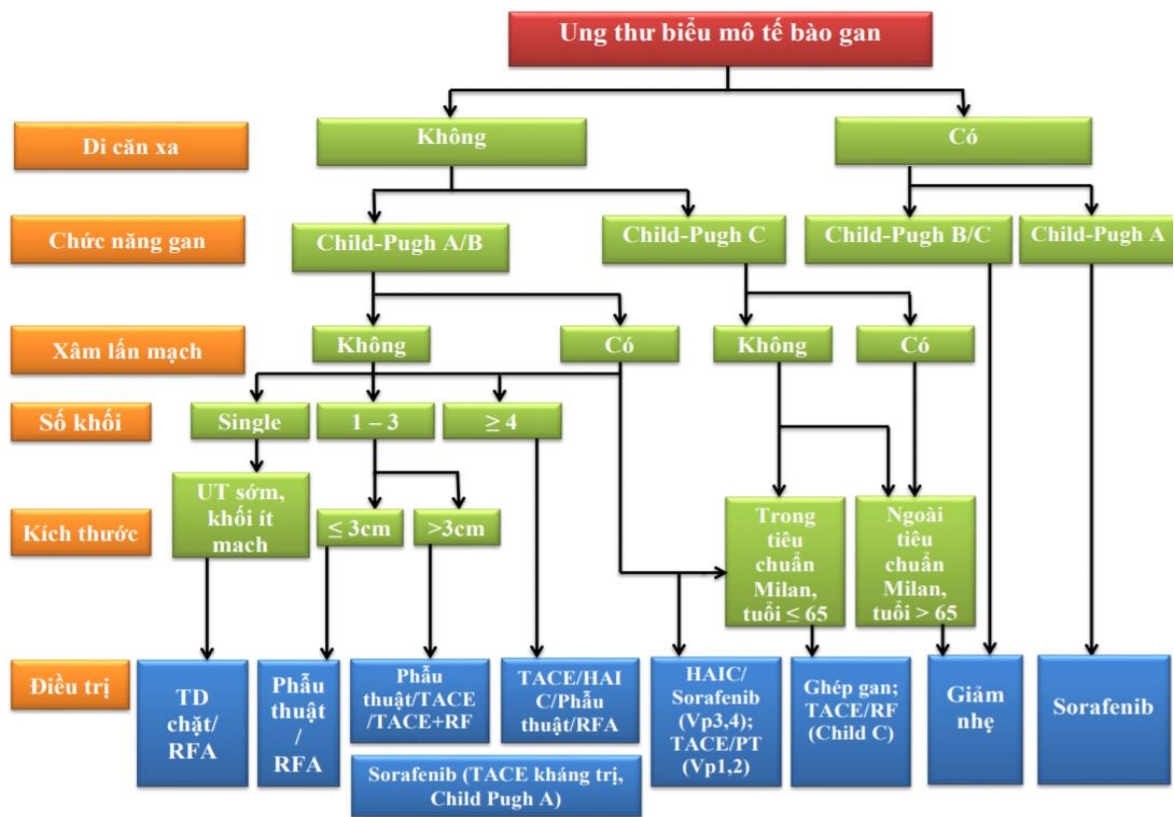 Ung thư biểu mô tế bào gan
Di căn xa
Không
Có
Chức năng gan
Child-Pugh A/B
Child-Pugh C
Child-Pugh B/C
Child-Pugh A
Xâm lấn mạch
Không
Có
Không
Có
Số khối
Single
1 – 3
≥ 4
Kích thước
UT sớm,
khối ít
mach
≤ 3cm
>3cm
Trong
tiêu
chuẩn
Milan,
tuổi ≤ 65
Ngoài
tiêu
chuẩn
Milan,
tuổi > 65
Điều trị
TD
chặt/
RFA
Phẫu
thuật
/
RFA
Phẫu
thuật/TACE
/TACE+RF
TACE/HAI
C/Phẫu
thuật/RFA
HAIC/
Sorafenib
(Vp3,4);
TACE/PT
(Vp1,2)
Ghép gan;
TACE/RF
(Child C)
Giảm
nhẹ
Sorafenib
Sorafenib (TACE kháng trị,
Child Pugh A)